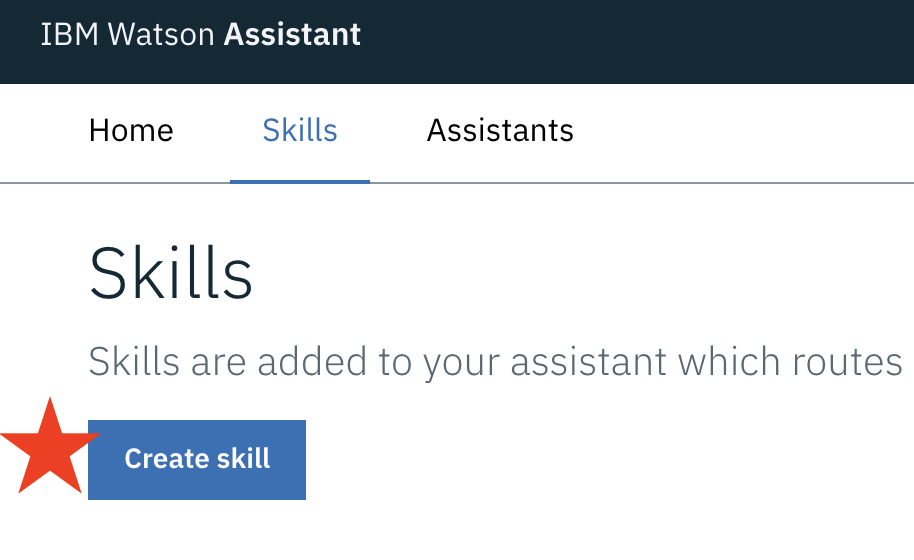 IBM Watson Assistant
Home Skills Assistants
Skills
Skills are added to your assistant which routes
Create skill